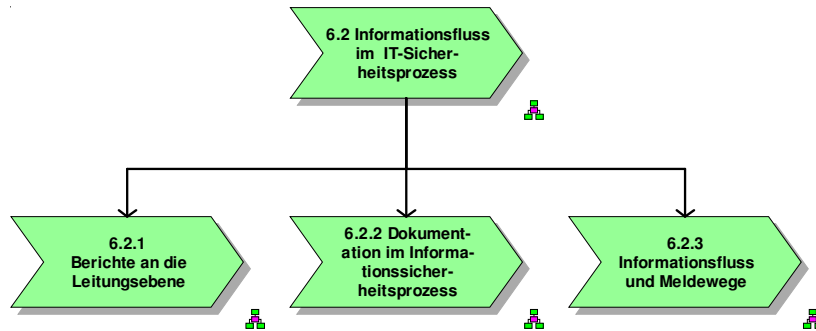 6.2 Informationsfluss
im IT-Sicher-
heitsprozess
6.2.1
Berichte an die
Leitungsebene
6.2.2 Dokument-
ation im Informa-
tionssicher-
heitsprozess
6.2.3
Informationsfluss
und Meldewege